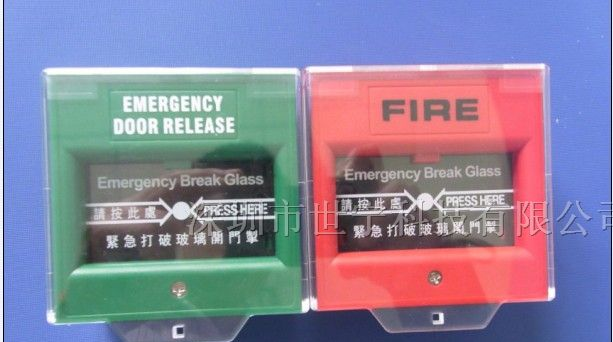 EMERGENCY
DOOR RELEASE
Emergency Break Glass
請按此處 PRESS HERE
緊急打破玻璃開門掣
FIRE
Emergency Break Glass
請按此處 PRESS HERE
緊急打破玻璃開門掣
深圳市世宁科技有限公司